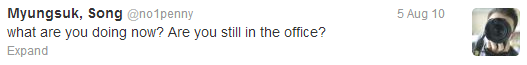 Myungsuk, Song @no1penny 5 Aug 10
what are you doing now? Are you still in the office?
Expand